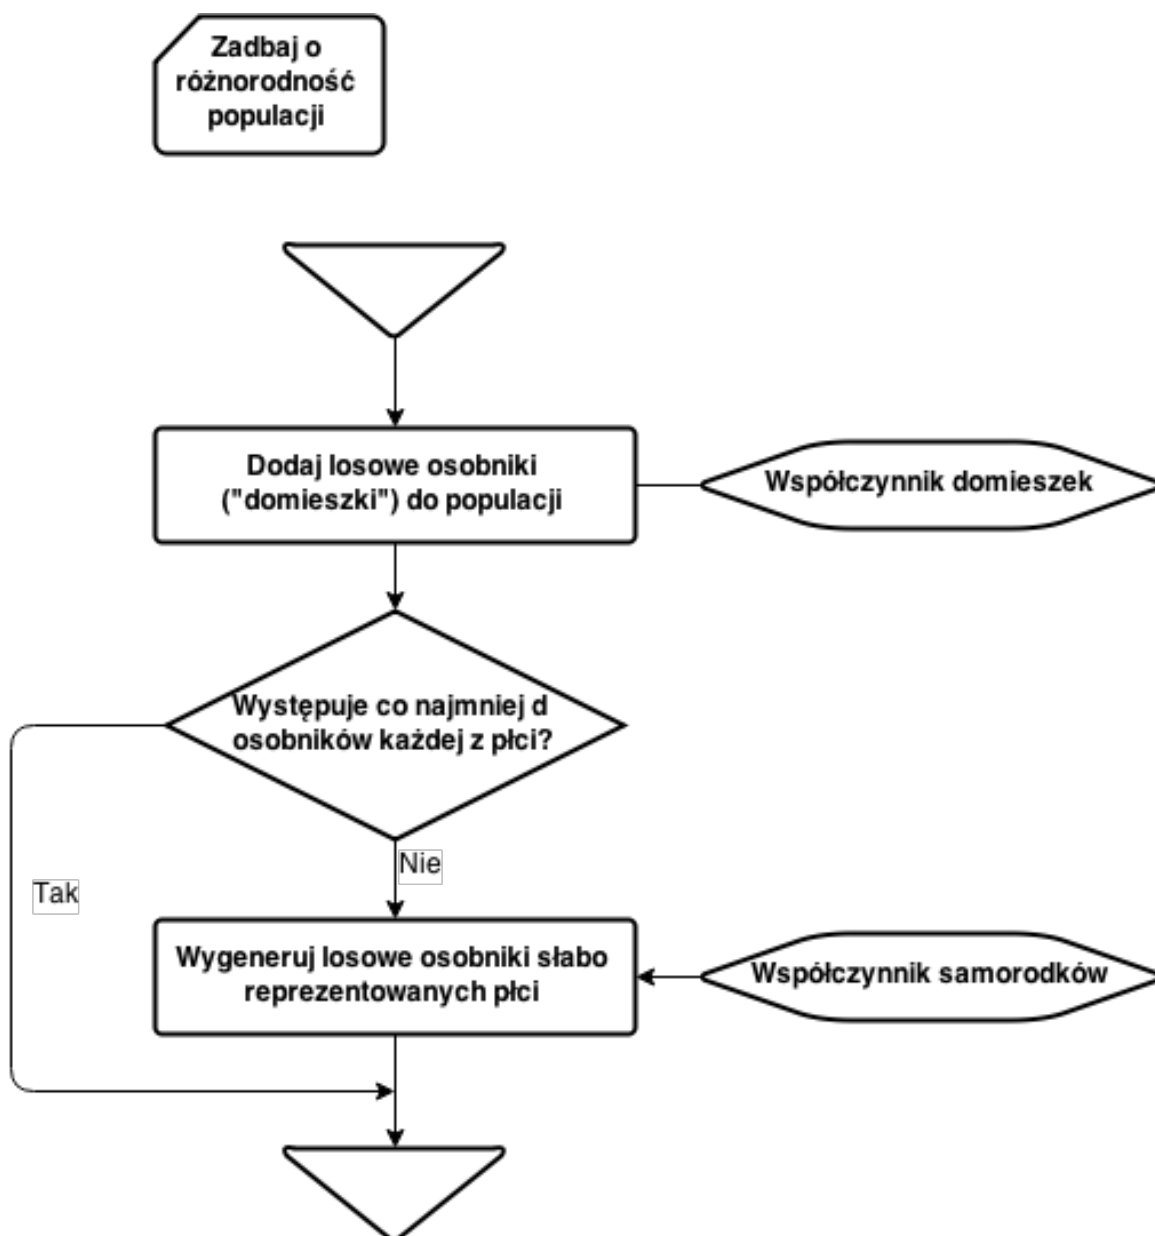 Zadbaj o
różnorodność
populacji
Dodaj losowe osobniki
("domieszki") do populacji
Współczynnik domieszek
Występuje co najmniej d
osobników każdej z płci?
Nie
Tak
Wygeneruj losowe osobniki słabo
reprezentowanych płci
Współczynnik samorodków